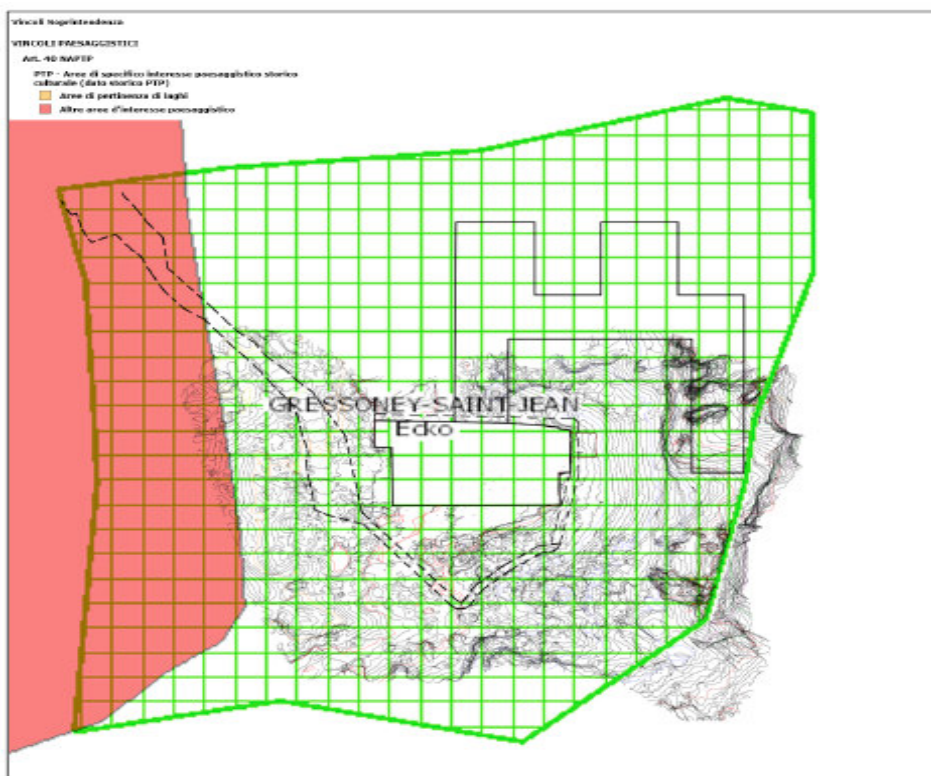 Vincoli Soprintendenza
VINCOLI PAESAGGISTICI
Art. 40 NAPTP
PTP - Aree di specifico interesse paesaggistico storico
culturale (dato storico PTP)
Aree di pertinenza di laghi
Altre aree d'interesse paesaggistico
GRESSONEY-SAINT-JEAN
Ecko